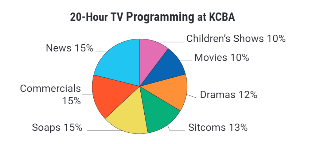 20-Hour TV Programming at KCBA
Children's Shows 10%
News 15%
Movies 10%
Commercials
15%
Dramas 12%
Soaps 15%
Sitcoms 13%